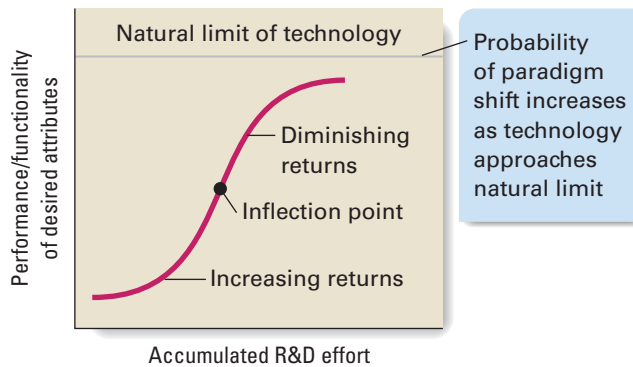 Natural limit of technology
Probability
of paradigm
shift increases
as technology
approaches
natural limit
Performance/functionality
of desired attributes
Diminishing
returns
Inflection point
Increasing returns
Accumulated R&D effort